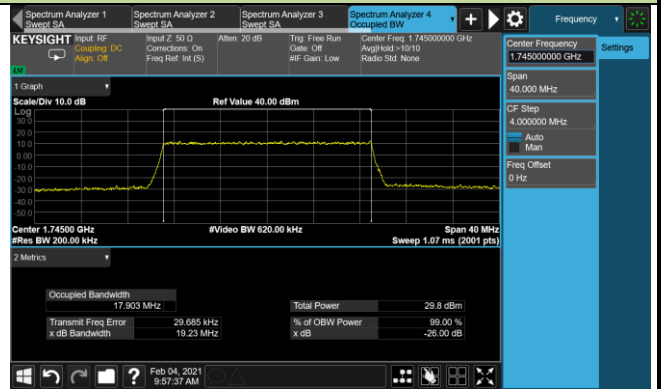 Spectrum Analyzer 1
Swept SA
Spectrum Analyzer 2
Swept SA
Spectrum Analyzer 3
Swept SA
Spectrum Analyzer 4
Occupied BW
Frequency
KEYSIGHT
Input: RF
Coupling: DC
Align: Off
Input Z: 50 Ω
Corrections: On
Freq Ref: Int (S)
Atten: 20 dB
Trig: Free Run
Gate: Off
#IF Gain: Low
Center Freq: 1.745000000 GHz
Avg|Hold:>10/10
Radio Std: None
Center Frequency
1.745000000 GHz
Settings
Span
40.000 MHz
CF Step
4.000000 MHz
Auto
Man
Freq Offset
0 Hz
1 Graph
Scale/Div 10.0 dB
Ref Value 40.00 dBm
Log
30.0
20.0
10.0
0.00
-10.0
-20.0
-30.0
-40.0
-50.0
Center 1.74500 GHz
#Video BW 620.00 kHz
Span 40 MHz
#Res BW 200.00 kHz
Sweep 1.07 ms (2001 pts)
2 Metrics
Occupied Bandwidth
17.903 MHz
Total Power 29.8 dBm
Transmit Freq Error 29.685 kHz
% of OBW Power 99.00 %
x dB Bandwidth 19.23 MHz
x dB -26.00 dB
?
Feb 04, 2021
9:57:37 AM